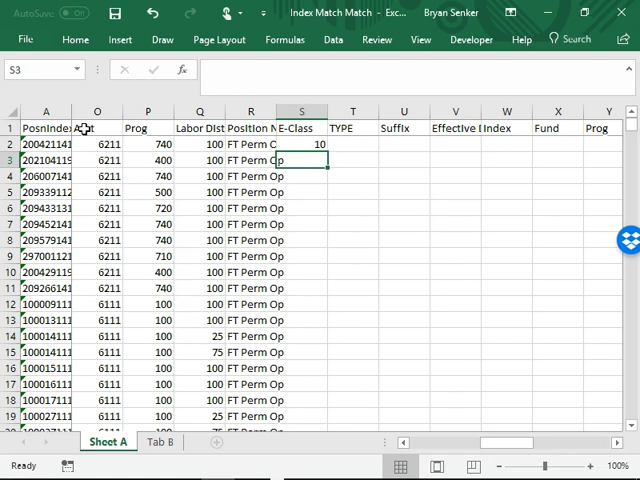 AutoSave Off Index Match Match - Exc... Bryan Senker
File Home Insert Draw Page Layout Formulas Data Review View Developer Help Search
S3 fx
A O P Q R S T U V W X Y
1 PosnIndex Acct Prog Labor Dist Position N E-Class TYPE Suffix Effective Index Fund Prog
2 200421141 6211 740 100 FT Perm O 10
3 202104119 6211 400 100 FT Perm Op
4 206007141 6211 740 100 FT Perm Op
5 209339112 6211 500 100 FT Perm Op
6 209433131 6211 720 100 FT Perm Op
7 209452141 6211 740 100 FT Perm Op
8 209579141 6211 740 100 FT Perm Op
9 297001121 6211 710 100 FT Perm Op
10 200429119 6211 400 100 FT Perm Op
11 209266141 6211 740 100 FT Perm Op
12 100009111 6111 100 100 FT Perm Op
13 100013111 6111 100 100 FT Perm Op
14 100014111 6111 100 25 FT Perm Op
15 100014111 6111 100 75 FT Perm Op
16 100015111 6111 100 100 FT Perm Op
17 100016111 6111 100 100 FT Perm Op
18 100017111 6111 100 100 FT Perm Op
19 100027111 6111 100 25 FT Perm Op
Sheet A Tab B
Ready 100%